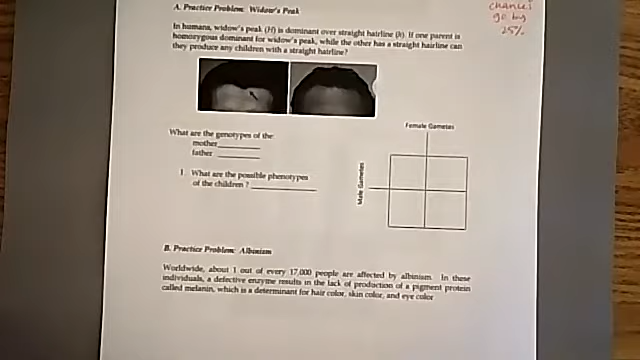 chances
go by
25%
A. Practice Problem: Widow's Peak
In humans, widow's peak (H) is dominant over straight hairline (h). If one parent is
homozygous dominant for widow's peak, while the other has a straight hairline can
they produce any children with a straight hairline?
Female Gametes
What are the genotypes of the:
mother
father
Male Gametes
1. What are the possible phenotypes
of the children ?
B. Practice Problem: Albinism
Worldwide, about 1 out of every 17,000 people are affected by albinism. In these
individuals, a defective enzyme results in the lack of production of a pigment protein
called melanin, which is a determinant for hair color, skin color, and eye color.